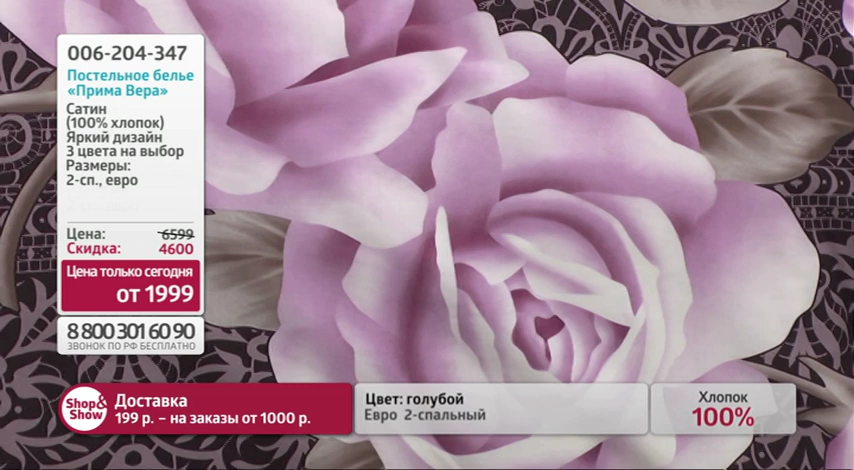 006-204-347
Постельное белье
«Прима Вера»
Сатин
(100% хлопок)
Яркий дизайн
3 цвета на выбор
Размеры:
2-сп., евро
Цена: 6599
Скидка: 4600
Цена только сегодня
от 1999
8 800 301 60 90
ЗВОНОК ПО РФ БЕСПЛАТНО
Shop&
Show
Доставка
199 р. – на заказы от 1000 р.
Цвет: голубой
Евро 2-спальный
Хлопок
100%